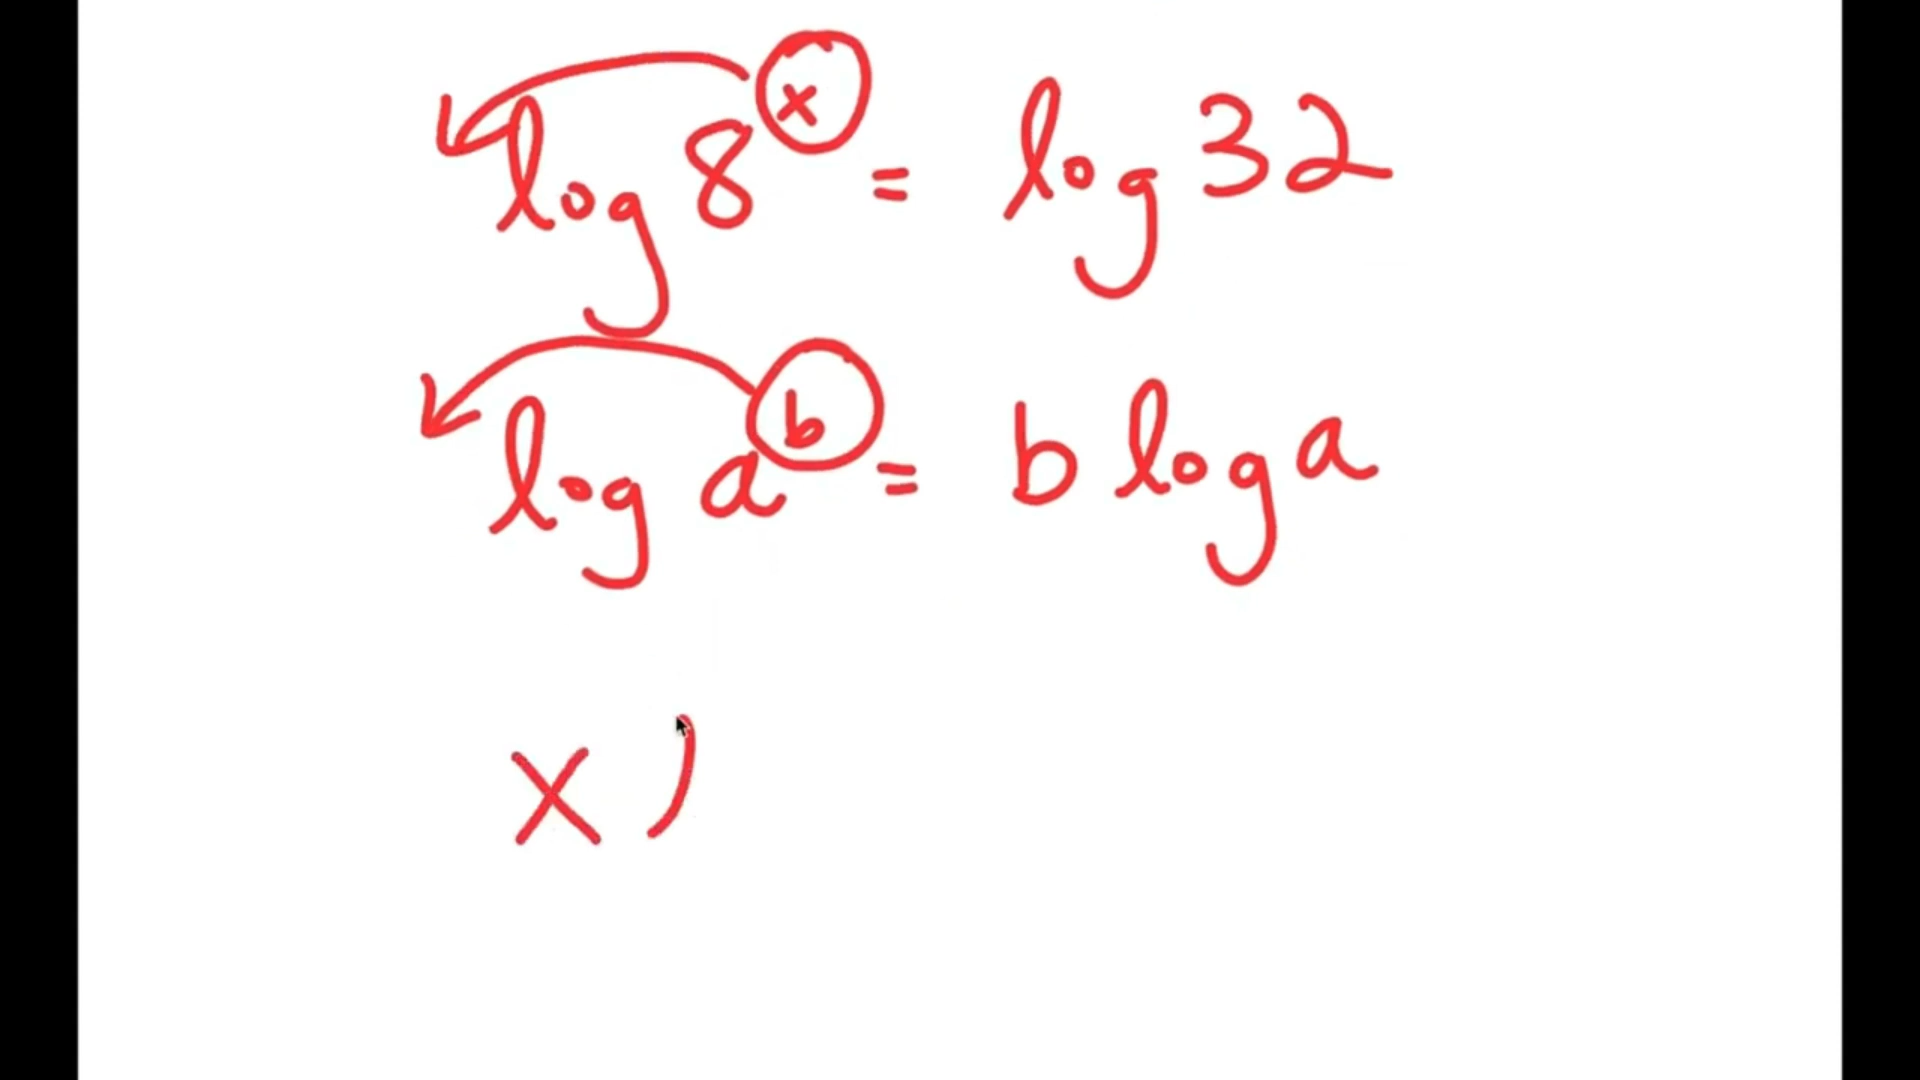 log 8^x = log 32
log a^b = b log a
x )